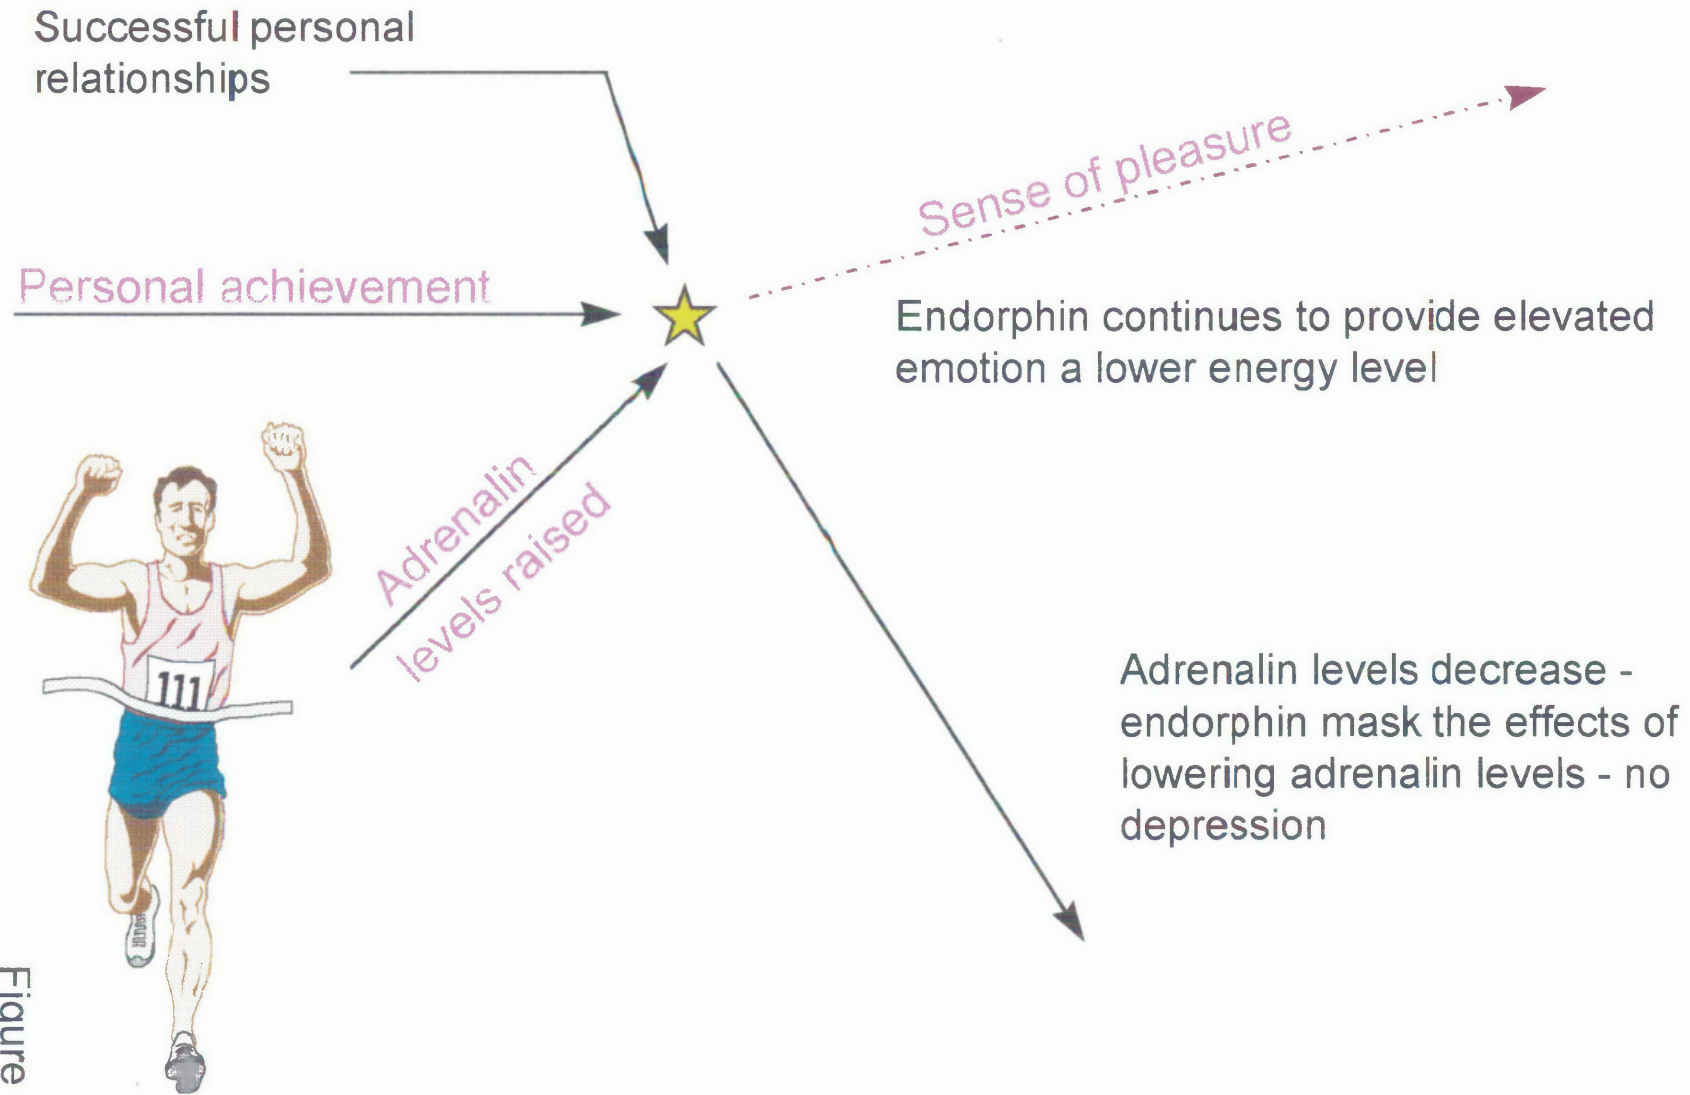 Successful personal
relationships
Sense of pleasure
Personal achievement
Endorphin continues to provide elevated
emotion a lower energy level
Adrenalin
levels raised
111
Adrenalin levels decrease -
endorphin mask the effects of
lowering adrenalin levels - no
depression
Figure